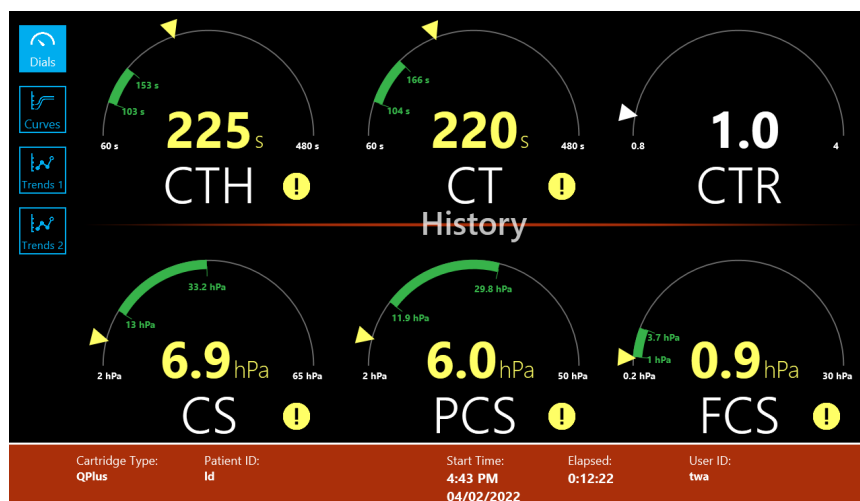 Dials
Curves
Trends 1
Trends 2
153 s
103 s
225 s
60 s
480 s
CTH !
166 s
104 s
220 s
60 s
480 s
CT !
1.0
0.8
4
CTR
History
33.2 hPa
13 hPa
6.9 hPa
2 hPa
65 hPa
CS !
29.8 hPa
11.9 hPa
6.0 hPa
2 hPa
50 hPa
PCS !
3.7 hPa
1 hPa
0.9 hPa
0.2 hPa
30 hPa
FCS !
Cartridge Type:
QPlus
Patient ID:
ld
Start Time:
4:43 PM
04/02/2022
Elapsed:
0:12:22
User ID:
twa